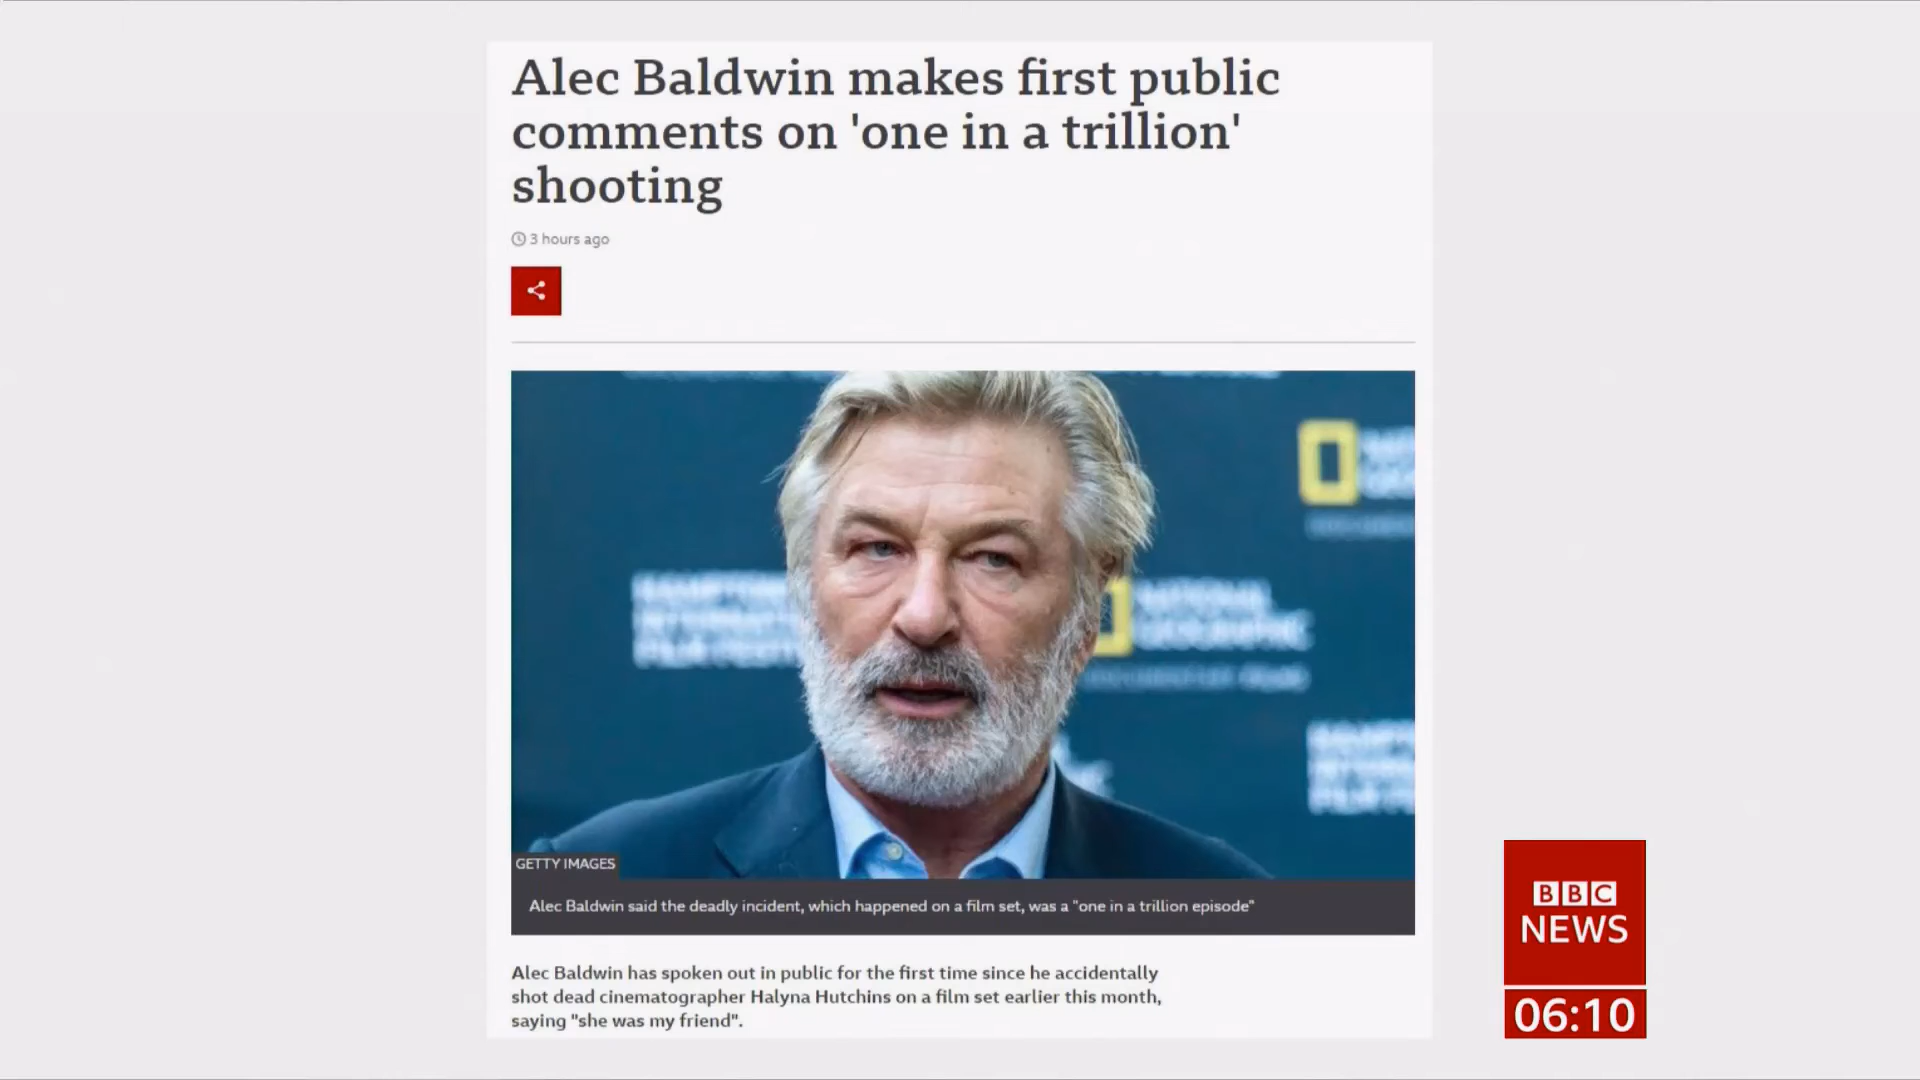 Alec Baldwin makes first public
comments on 'one in a trillion'
shooting
3 hours ago
NATIONAL
GEOGRAPHIC
GETTY IMAGES
Alec Baldwin said the deadly incident, which happened on a film set, was a "one in a trillion episode"
Alec Baldwin has spoken out in public for the first time since he accidentally
shot dead cinematographer Halyna Hutchins on a film set earlier this month,
saying "she was my friend".
BBC
NEWS
06:10